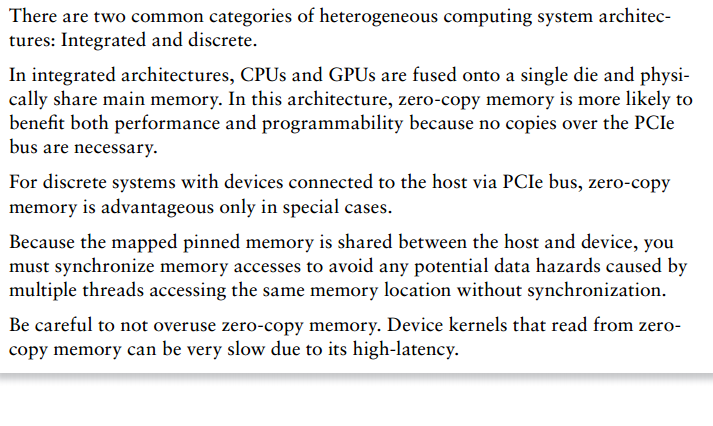 There are two common categories of heterogeneous computing system architec-
tures: Integrated and discrete.
In integrated architectures, CPUs and GPUs are fused onto a single die and physi-
cally share main memory. In this architecture, zero-copy memory is more likely to
benefit both performance and programmability because no copies over the PCIe
bus are necessary.
For discrete systems with devices connected to the host via PCIe bus, zero-copy
memory is advantageous only in special cases.
Because the mapped pinned memory is shared between the host and device, you
must synchronize memory accesses to avoid any potential data hazards caused by
multiple threads accessing the same memory location without synchronization.
Be careful to not overuse zero-copy memory. Device kernels that read from zero-
copy memory can be very slow due to its high-latency.